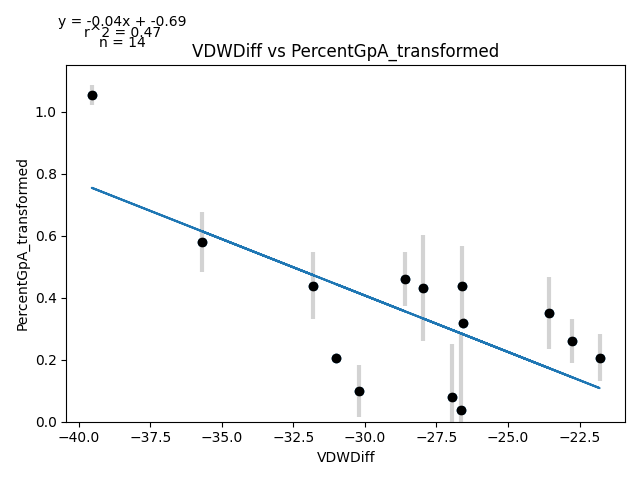 y = -0.04x + -0.69
r^2 = 0.47
n = 14
VDWDiff vs PercentGpA_transformed
PercentGpA_transformed
1.0
0.8
0.6
0.4
0.2
0.0
−40.0 −37.5 −35.0 −32.5 −30.0 −27.5 −25.0 −22.5
VDWDiff